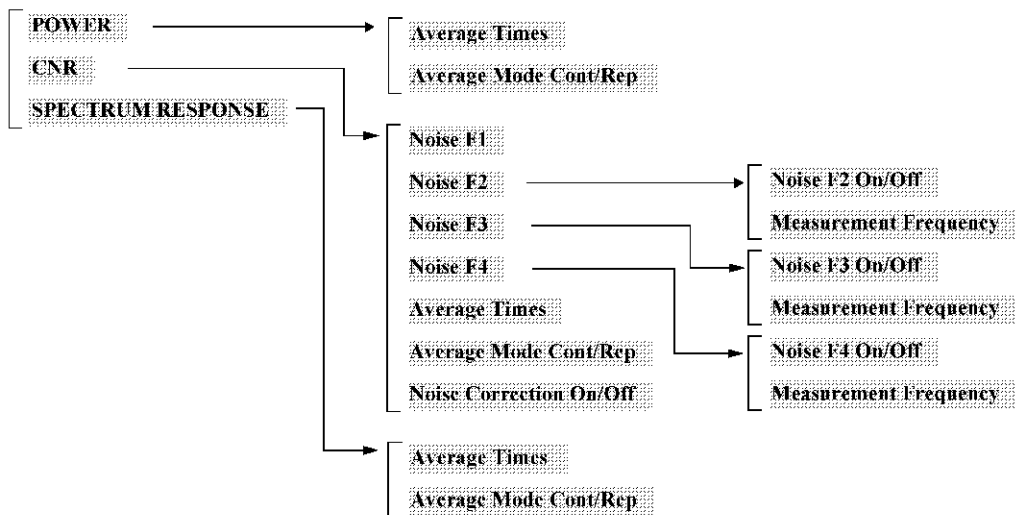 POWER
CNR
SPECTRUM RESPONSE
Average Times
Average Mode Cont/Rep
Noise F1
Noise F2
Noise F3
Noise F4
Average Times
Average Mode Cont/Rep
Noise Correction On/Off
Noise F2 On/Off
Measurement Frequency
Noise F3 On/Off
Measurement Frequency
Noise F4 On/Off
Measurement Frequency
Average Times
Average Mode Cont/Rep